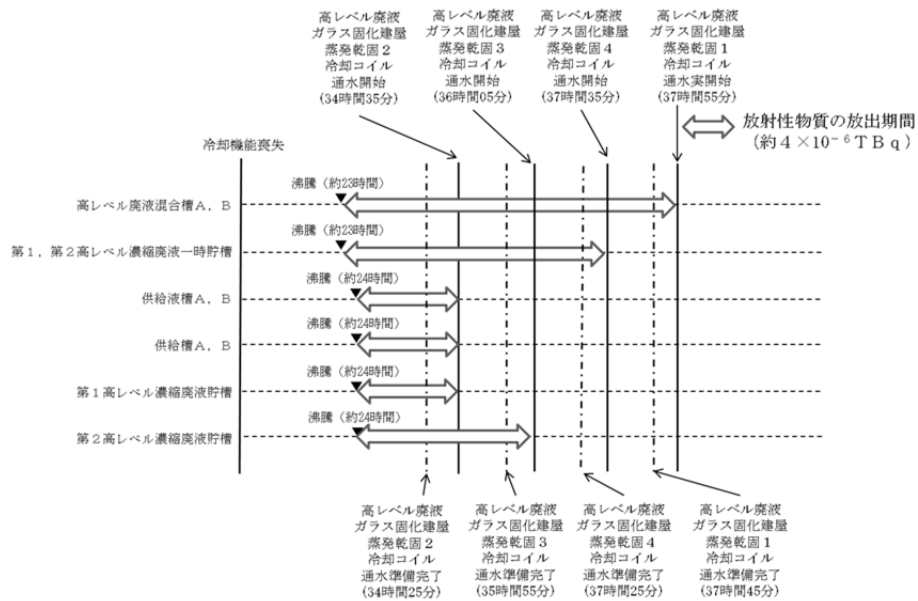 高レベル廃液
ガラス固化建屋
蒸発乾固２
冷却コイル
通水開始
(34時間35分)
高レベル廃液
ガラス固化建屋
蒸発乾固３
冷却コイル
通水開始
(36時間05分)
高レベル廃液
ガラス固化建屋
蒸発乾固４
冷却コイル
通水開始
(37時間35分)
高レベル廃液
ガラス固化建屋
蒸発乾固１
冷却コイル
通水実開始
(37時間55分)
放射性物質の放出期間
（約４×10⁻⁶ＴＢｑ）
冷却機能喪失
沸騰（約23時間）
高レベル廃液混合槽Ａ，Ｂ
沸騰（約23時間）
第１，第２高レベル濃縮廃液一時貯槽
沸騰（約24時間）
供給液槽Ａ，Ｂ
沸騰（約24時間）
供給槽Ａ，Ｂ
沸騰（約24時間）
第１高レベル濃縮廃液貯槽
沸騰（約24時間）
第２高レベル濃縮廃液貯槽
高レベル廃液
ガラス固化建屋
蒸発乾固２
冷却コイル
通水準備完了
(34時間25分)
高レベル廃液
ガラス固化建屋
蒸発乾固３
冷却コイル
通水準備完了
(35時間55分)
高レベル廃液
ガラス固化建屋
蒸発乾固４
冷却コイル
通水準備完了
(37時間25分)
高レベル廃液
ガラス固化建屋
蒸発乾固１
冷却コイル
通水準備完了
(37時間45分)